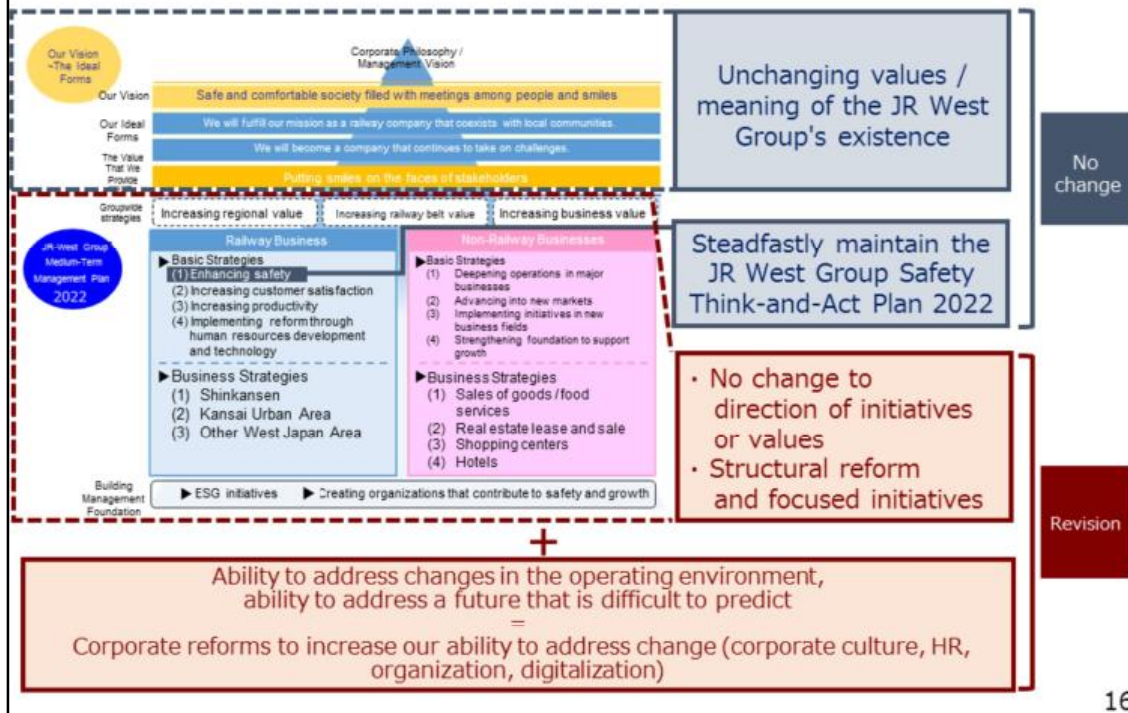 Our Vision
~The Ideal
Forms
Corporate Philosophy /
Management Vision
Our Vision
Safe and comfortable society filled with meetings among people and smiles
Our Ideal
Forms
We will fulfill our mission as a railway company that coexists with local communities.
We will become a company that continues to take on challenges.
The Value
That We
Provide
Putting smiles on the faces of stakeholders
Unchanging values /
meaning of the JR West
Group's existence
No
change
Groupwide
strategies
Increasing regional value
Increasing railway belt value
Increasing business value
JR-West Group
Medium-Term
Management Plan
2022
Railway Business
▶Basic Strategies
(1) Enhancing safety
(2) Increasing customer satisfaction
(3) Increasing productivity
(4) Implementing reform through
human resources development
and technology
▶Business Strategies
(1) Shinkansen
(2) Kansai Urban Area
(3) Other West Japan Area
Non-Railway Businesses
▶Basic Strategies
(1) Deepening operations in major
businesses
(2) Advancing into new markets
(3) Implementing initiatives in new
business fields
(4) Strengthening foundation to support
growth
▶Business Strategies
(1) Sales of goods/food
services
(2) Real estate lease and sale
(3) Shopping centers
(4) Hotels
Steadfastly maintain the
JR West Group Safety
Think-and-Act Plan 2022
・No change to
direction of initiatives
or values
・Structural reform
and focused initiatives
Revision
Building
Management
Foundation
▶ ESG initiatives ▶ Creating organizations that contribute to safety and growth
+
Ability to address changes in the operating environment,
ability to address a future that is difficult to predict
=
Corporate reforms to increase our ability to address change (corporate culture, HR,
organization, digitalization)
16